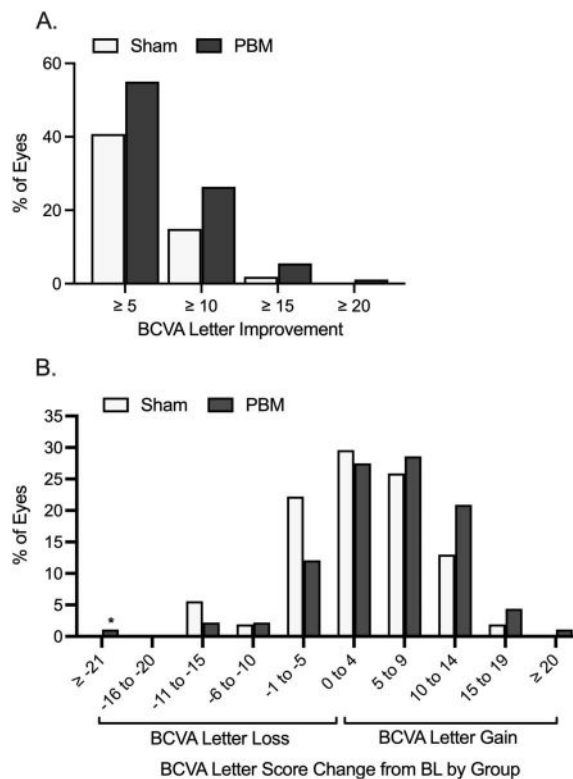 A.
Sham PBM
60
40
20
0
% of Eyes
≥ 5 ≥ 10 ≥ 15 ≥ 20
BCVA Letter Improvement
B.
Sham PBM
35
30
25
20
15
10
5
0
% of Eyes
*
≥ -21 -16 to -20 -11 to -15 -6 to -10 -1 to -5 0 to 4 5 to 9 10 to 14 15 to 19 ≥ 20
BCVA Letter Loss BCVA Letter Gain
BCVA Letter Score Change from BL by Group